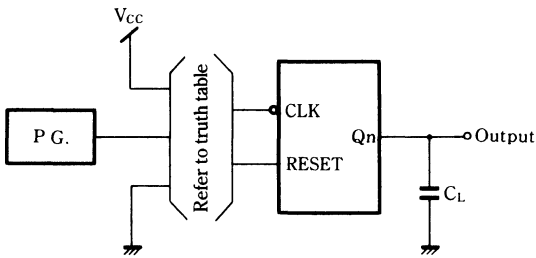 VCC
P G.
Refer to truth table
CLK
RESET
Qn
Output
CL